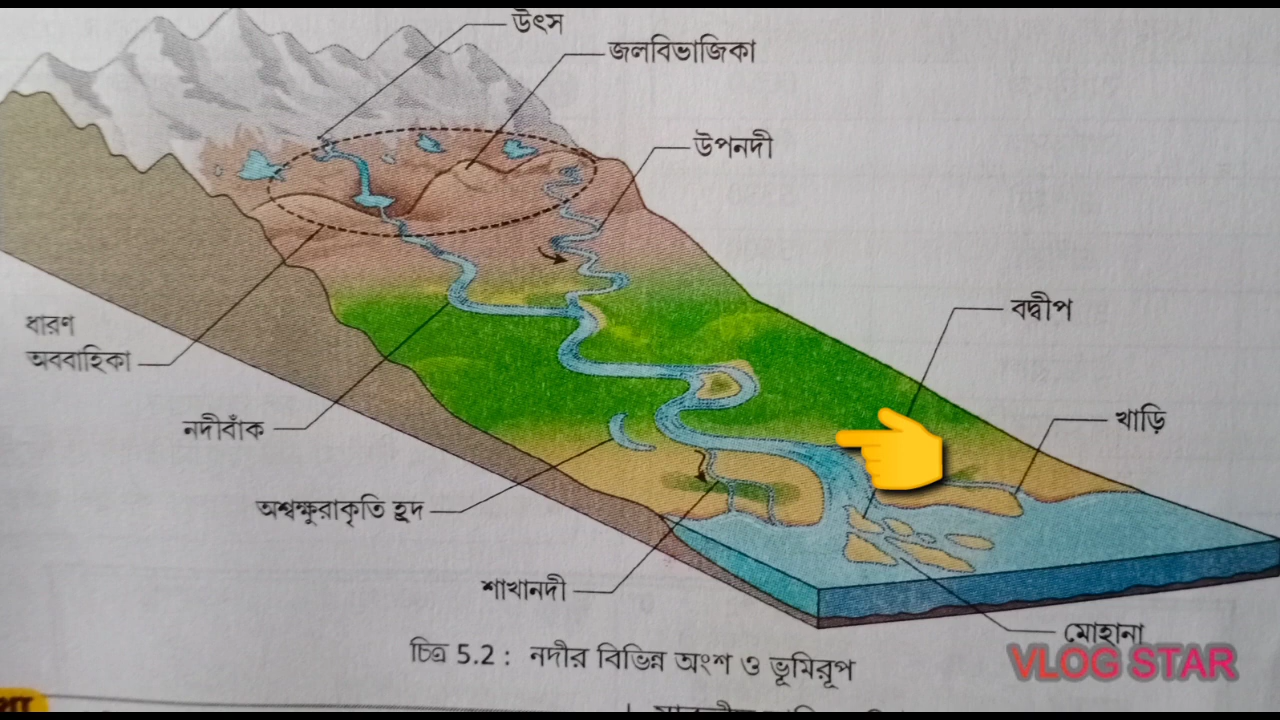 উৎস
জলবিভাজিকা
উপনদী
বদ্বীপ
ধারণ
অববাহিকা
নদীবাঁক
খাড়ি
অশ্বক্ষুরাকৃতি হ্রদ
শাখানদী
মোহানা
চিত্র 5.2 : নদীর বিভিন্ন অংশ ও ভূমিরূপ
VLOG STAR